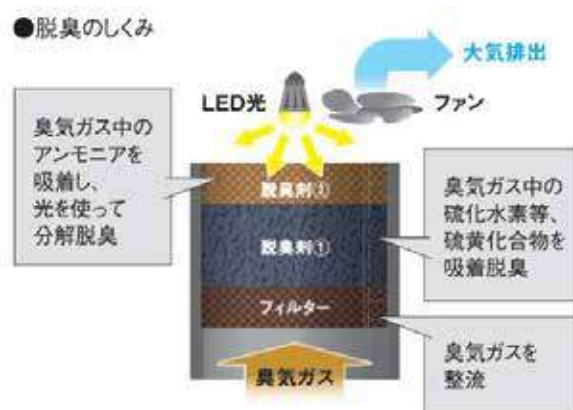 ●脱臭のしくみ
大気排出
LED光
ファン
臭気ガス中の
アンモニアを
吸着し、
光を使って
分解脱臭
脱臭剤②
臭気ガス中の
硫化水素等、
硫黄化合物を
吸着脱臭
脱臭剤①
フィルター
臭気ガスを
整流
臭気ガス